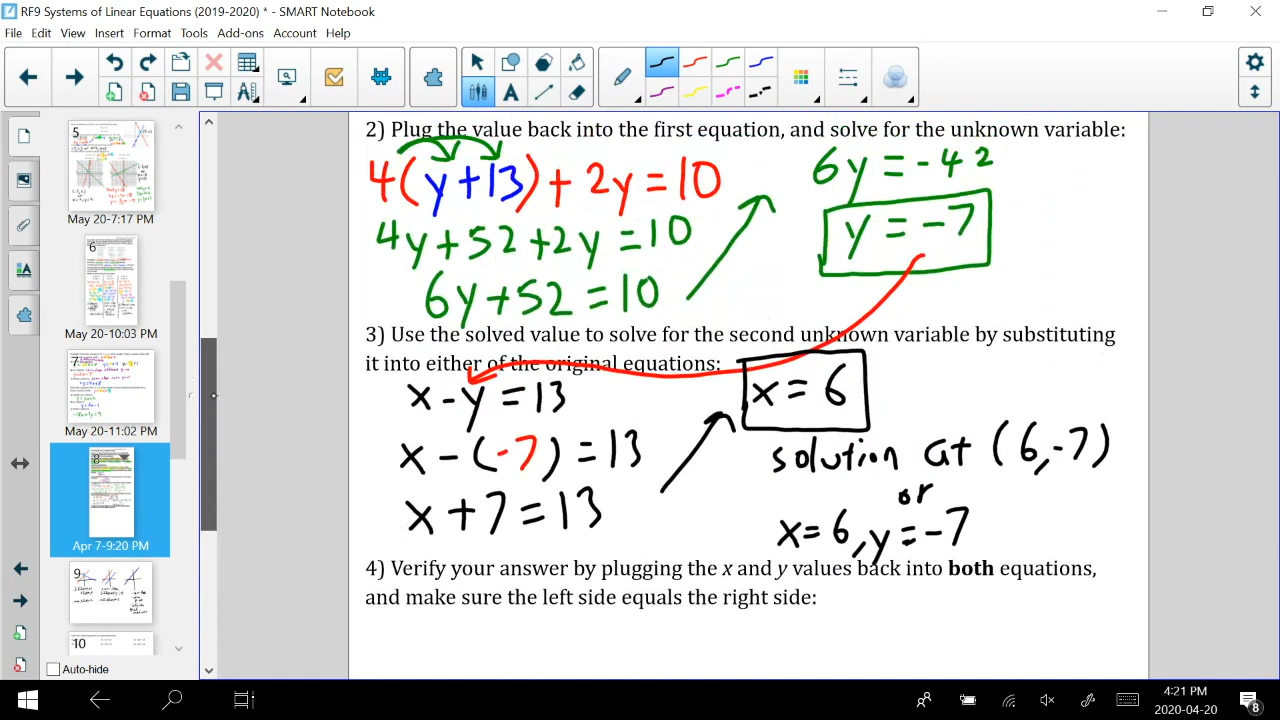 RF9 Systems of Linear Equations (2019-2020) * - SMART Notebook
File Edit View Insert Format Tools Add-ons Account Help
5
May 20-7:17 PM
6
May 20-10:03 PM
7
May 20-11:02 PM
8
Apr 7-9:20 PM
9
10
Auto-hide
2) Plug the value back into the first equation, and solve for the unknown variable:
4(y+13)+2y=10
4y+52+2y=10
6y+52=10
6y=-42
y=-7
3) Use the solved value to solve for the second unknown variable by substituting
it into either of the original equations:
x-y=13
x-(-7)=13
x+7=13
x=6
solution at (6,-7)
or
x=6,y=-7
4) Verify your answer by plugging the x and y values back into both equations,
and make sure the left side equals the right side:
4:21 PM
2020-04-20
8